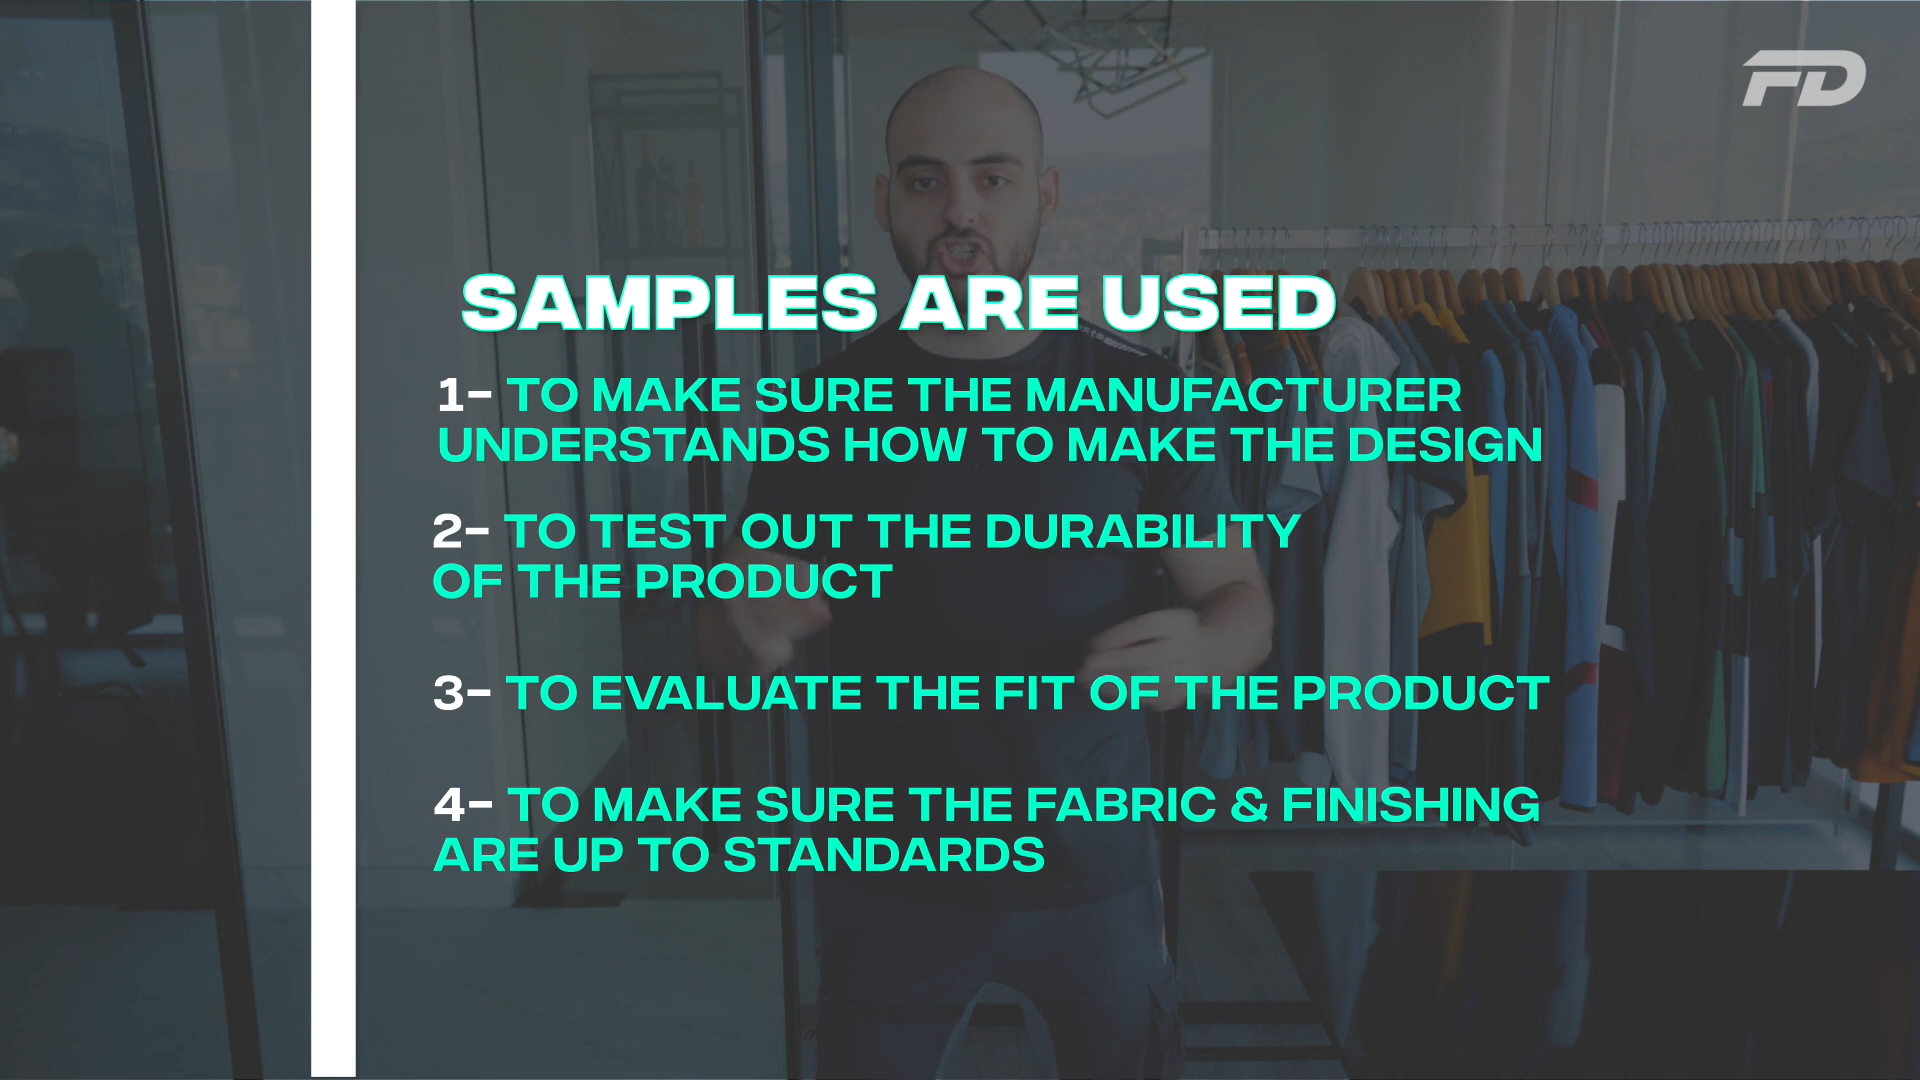 FD
SAMPLES ARE USED
1- TO MAKE SURE THE MANUFACTURER
UNDERSTANDS HOW TO MAKE THE DESIGN
2- TO TEST OUT THE DURABILITY
OF THE PRODUCT
3- TO EVALUATE THE FIT OF THE PRODUCT
4- TO MAKE SURE THE FABRIC & FINISHING
ARE UP TO STANDARDS